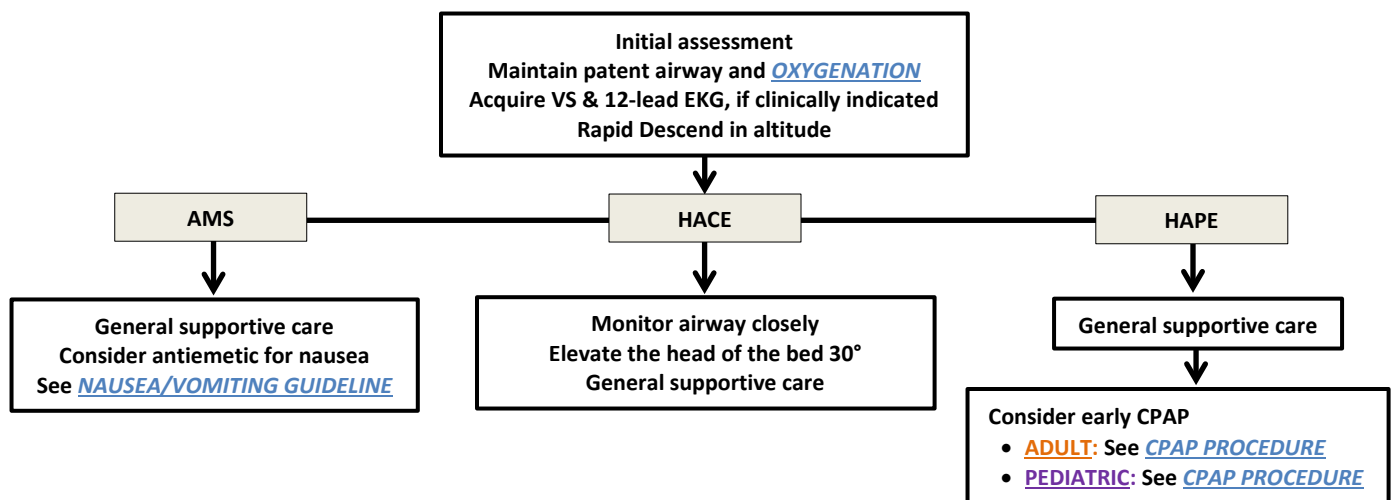 Initial assessment
Maintain patent airway and OXYGENATION
Acquire VS & 12-lead EKG, if clinically indicated
Rapid Descend in altitude
AMS
HACE
HAPE
General supportive care
Consider antiemetic for nausea
See NAUSEA/VOMITING GUIDELINE
Monitor airway closely
Elevate the head of the bed 30°
General supportive care
General supportive care
Consider early CPAP
• ADULT: See CPAP PROCEDURE
• PEDIATRIC: See CPAP PROCEDURE